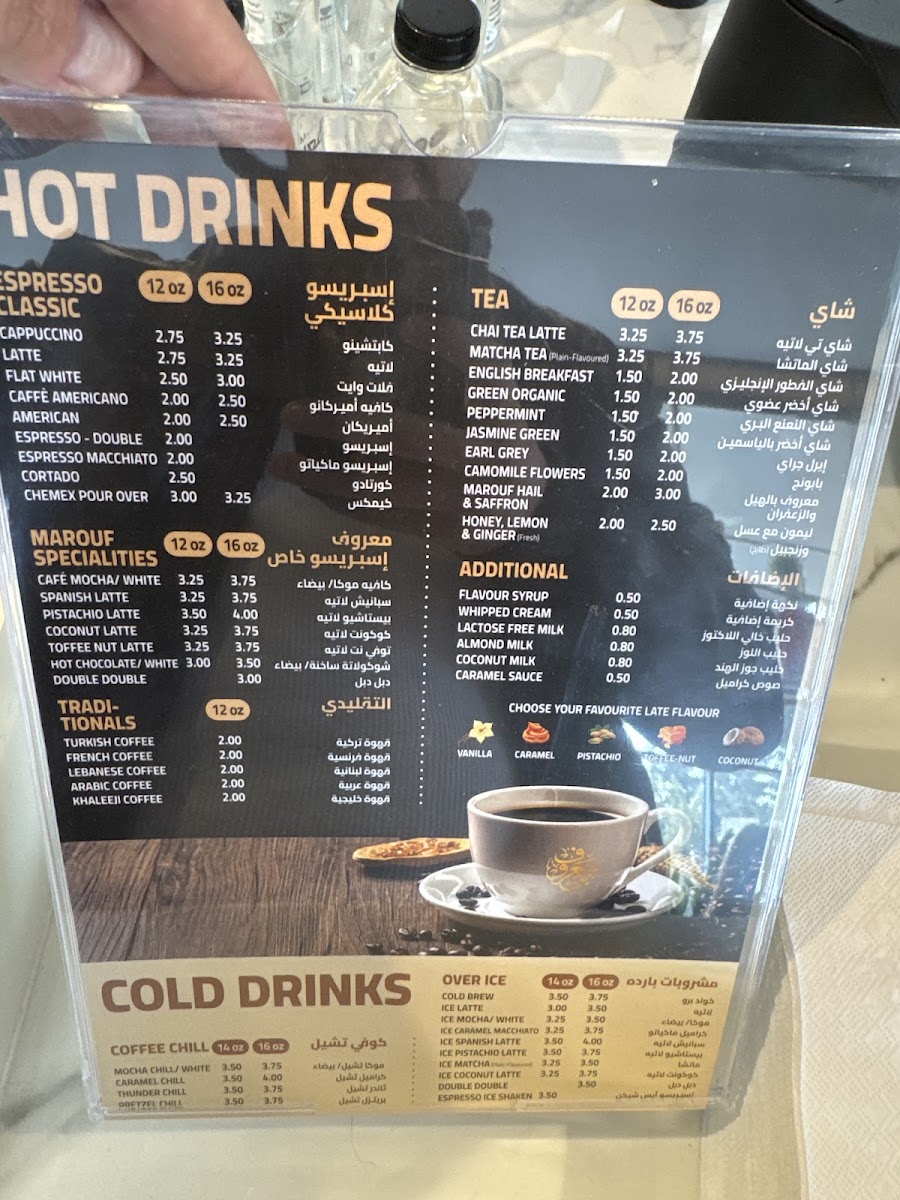 HOT DRINKS
ESPRESSO CLASSIC 12 oz 16 oz إسبريسو كلاسيكي
CAPPUCCINO 2.75 3.25 كابتشينو
LATTE 2.75 3.25 لاتيه
FLAT WHITE 2.50 3.00 فلات وايت
CAFFÈ AMERICANO 2.00 2.50 كافيه أميركانو
AMERICAN 2.00 2.50 أميريكان
ESPRESSO - DOUBLE 2.00 إسبريسو
ESPRESSO MACCHIATO 2.00 إسبريسو ماكياتو
CORTADO 2.50 كورتادو
CHEMEX POUR OVER 3.00 3.25 كيمكس
MAROUF SPECIALITIES 12 oz 16 oz معروف إسبريسو خاص
CAFÉ MOCHA/ WHITE 3.25 3.75 كافيه موكا/ بيضاء
SPANISH LATTE 3.25 3.75 سبانيش لاتيه
PISTACHIO LATTE 3.50 4.00 بيستاشيو لاتيه
COCONUT LATTE 3.25 3.75 كوكونت لاتيه
TOFFEE NUT LATTE 3.25 3.75 توفي نت لاتيه
HOT CHOCOLATE/ WHITE 3.00 3.50 شوكولاتة ساخنة/ بيضاء
DOUBLE DOUBLE 3.00 دبل دبل
TRADI-
TIONALS 12 oz التقليدي
TURKISH COFFEE 2.00 قهوة تركية
FRENCH COFFEE 2.00 قهوة فرنسية
LEBANESE COFFEE 2.00 قهوة لبنانية
ARABIC COFFEE 2.00 قهوة عربية
KHALEEJI COFFEE 2.00 قهوة خليجية
TEA 12 oz 16 oz شاي
CHAI TEA LATTE 3.25 3.75 شاي تي لاتيه
MATCHA TEA (Plain-Flavoured) 3.25 3.75 شاي الماتشا
ENGLISH BREAKFAST 1.50 2.00 شاي الفطور الإنجليزي
GREEN ORGANIC 1.50 2.00 شاي أخضر عضوي
PEPPERMINT 1.50 2.00 شاي النعنع البري
JASMINE GREEN 1.50 2.00 شاي أخضر بالياسمين
EARL GREY 1.50 2.00 إيرل جراي
CAMOMILE FLOWERS 1.50 2.00 بابونج
MAROUF HAIL 2.00 3.00 معروف بالهيل
& SAFFRON والزعفران
HONEY, LEMON 2.00 2.50 ليمون مع عسل
& GINGER (Fresh) وزنجبيل (طازج)
ADDITIONAL الإضافات
FLAVOUR SYRUP 0.50 نكهة إضافية
WHIPPED CREAM 0.50 كريمة إضافية
LACTOSE FREE MILK 0.80 حليب خالي اللاكتوز
ALMOND MILK 0.80 حليب اللوز
COCONUT MILK 0.80 حليب جوز الهند
CARAMEL SAUCE 0.50 صوص كراميل
CHOOSE YOUR FAVOURITE LATE FLAVOUR
VANILLA CARAMEL PISTACHIO TOFFEE-NUT COCONUT
معروف
COLD DRINKS
COFFEE CHILL 14 oz 16 oz كوفي تشيل
MOCHA CHILL/ WHITE 3.50 3.75 موكا تشيل/ بيضاء
CARAMEL CHILL 3.50 4.00 كراميل تشيل
THUNDER CHILL 3.50 3.75 ثاندر تشيل
PRETZEL CHILL 3.50 3.75 بريتزل تشيل
OVER ICE 14 oz 16 oz مشروبات بارده
COLD BREW 3.50 3.75 كولد برو
ICE LATTE 3.00 3.50 لاتيه
ICE MOCHA/ WHITE 3.25 3.50 موكا/ بيضاء
ICE CARAMEL MACCHIATO 3.25 3.75 كراميل ماكياتو
ICE SPANISH LATTE 3.50 4.00 سبانيش لاتيه
ICE PISTACHIO LATTE 3.50 3.75 بيستاشيو لاتيه
ICE MATCHA (Plain Flavoured) 3.25 3.50 ماتشا
ICE COCONUT LATTE 3.25 3.75 كوكونت لاتيه
DOUBLE DOUBLE 3.50 دبل دبل
ESPRESSO ICE SHAKEN 3.50 إسبريسو آيس شيكن